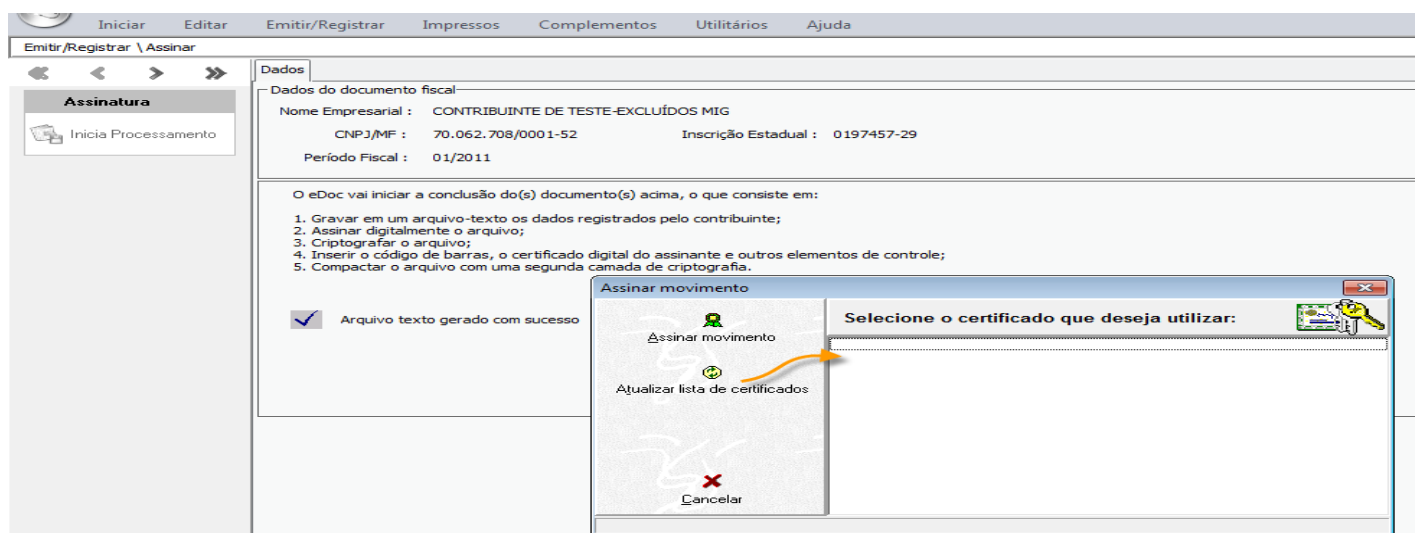 Iniciar Editar Emitir/Registrar Impressos Complementos Utilitários Ajuda
Emitir/Registrar \ Assinar
Dados
Assinatura
Inicia Processamento
Dados do documento fiscal
Nome Empresarial : CONTRIBUINTE DE TESTE-EXCLUÍDOS MIG
CNPJ/MF : 70.062.708/0001-52 Inscrição Estadual : 0197457-29
Período Fiscal : 01/2011
O eDoc vai iniciar a conclusão do(s) documento(s) acima, o que consiste em:
1. Gravar em um arquivo-texto os dados registrados pelo contribuinte;
2. Assinar digitalmente o arquivo;
3. Criptografar o arquivo;
4. Inserir o código de barras, o certificado digital do assinante e outros elementos de controle;
5. Compactar o arquivo com uma segunda camada de criptografia.
Arquivo texto gerado com sucesso
Assinar movimento
Selecione o certificado que deseja utilizar:
Assinar movimento
Atualizar lista de certificados
Cancelar